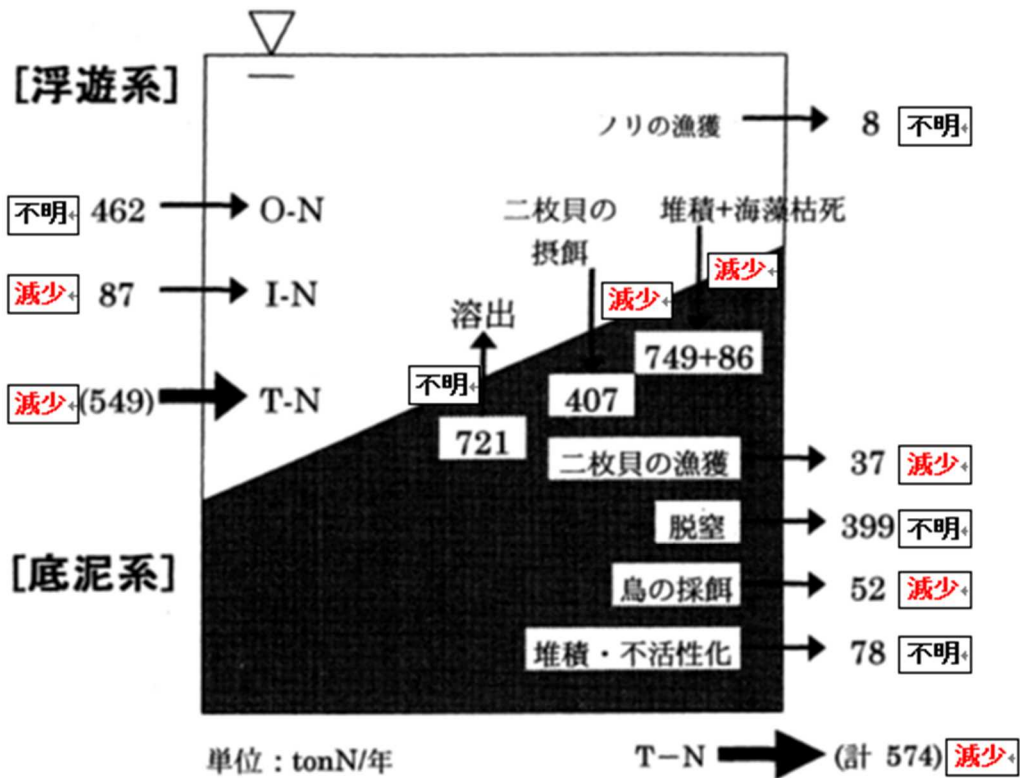 [浮遊系]
ノリの漁獲 8 不明
不明 462 O-N
二枚貝の
摂餌
堆積+海藻枯死
減少 87 I-N
減少
減少
溶出
不明
749+86
減少 (549) T-N
407
721
二枚貝の漁獲 37 減少
脱窒 399 不明
[底泥系]
鳥の採餌 52 減少
堆積・不活性化 78 不明
単位：tonN/年
T-N (計 574) 減少